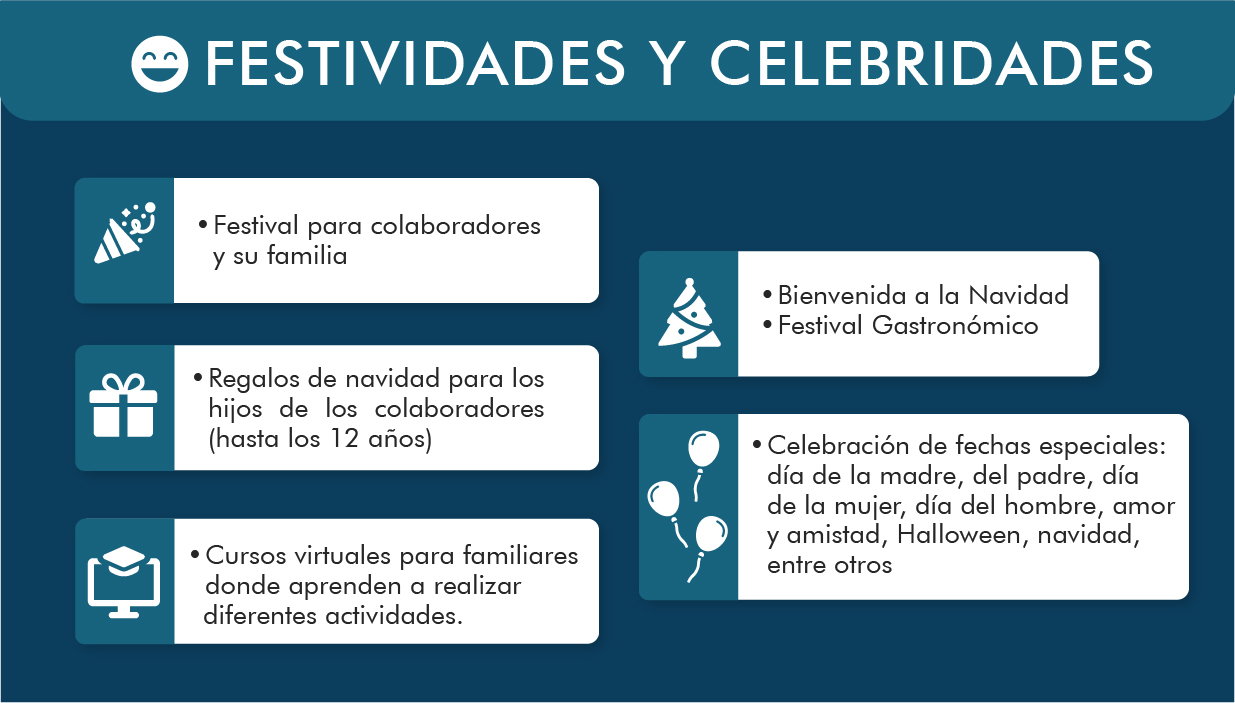 FESTIVIDADES Y CELEBRIDADES
• Festival para colaboradores
y su familia
• Regalos de navidad para los
hijos de los colaboradores
(hasta los 12 años)
• Cursos virtuales para familiares
donde aprenden a realizar
diferentes actividades.
• Bienvenida a la Navidad
• Festival Gastronómico
• Celebración de fechas especiales:
día de la madre, del padre, día
de la mujer, día del hombre, amor
y amistad, Halloween, navidad,
entre otros